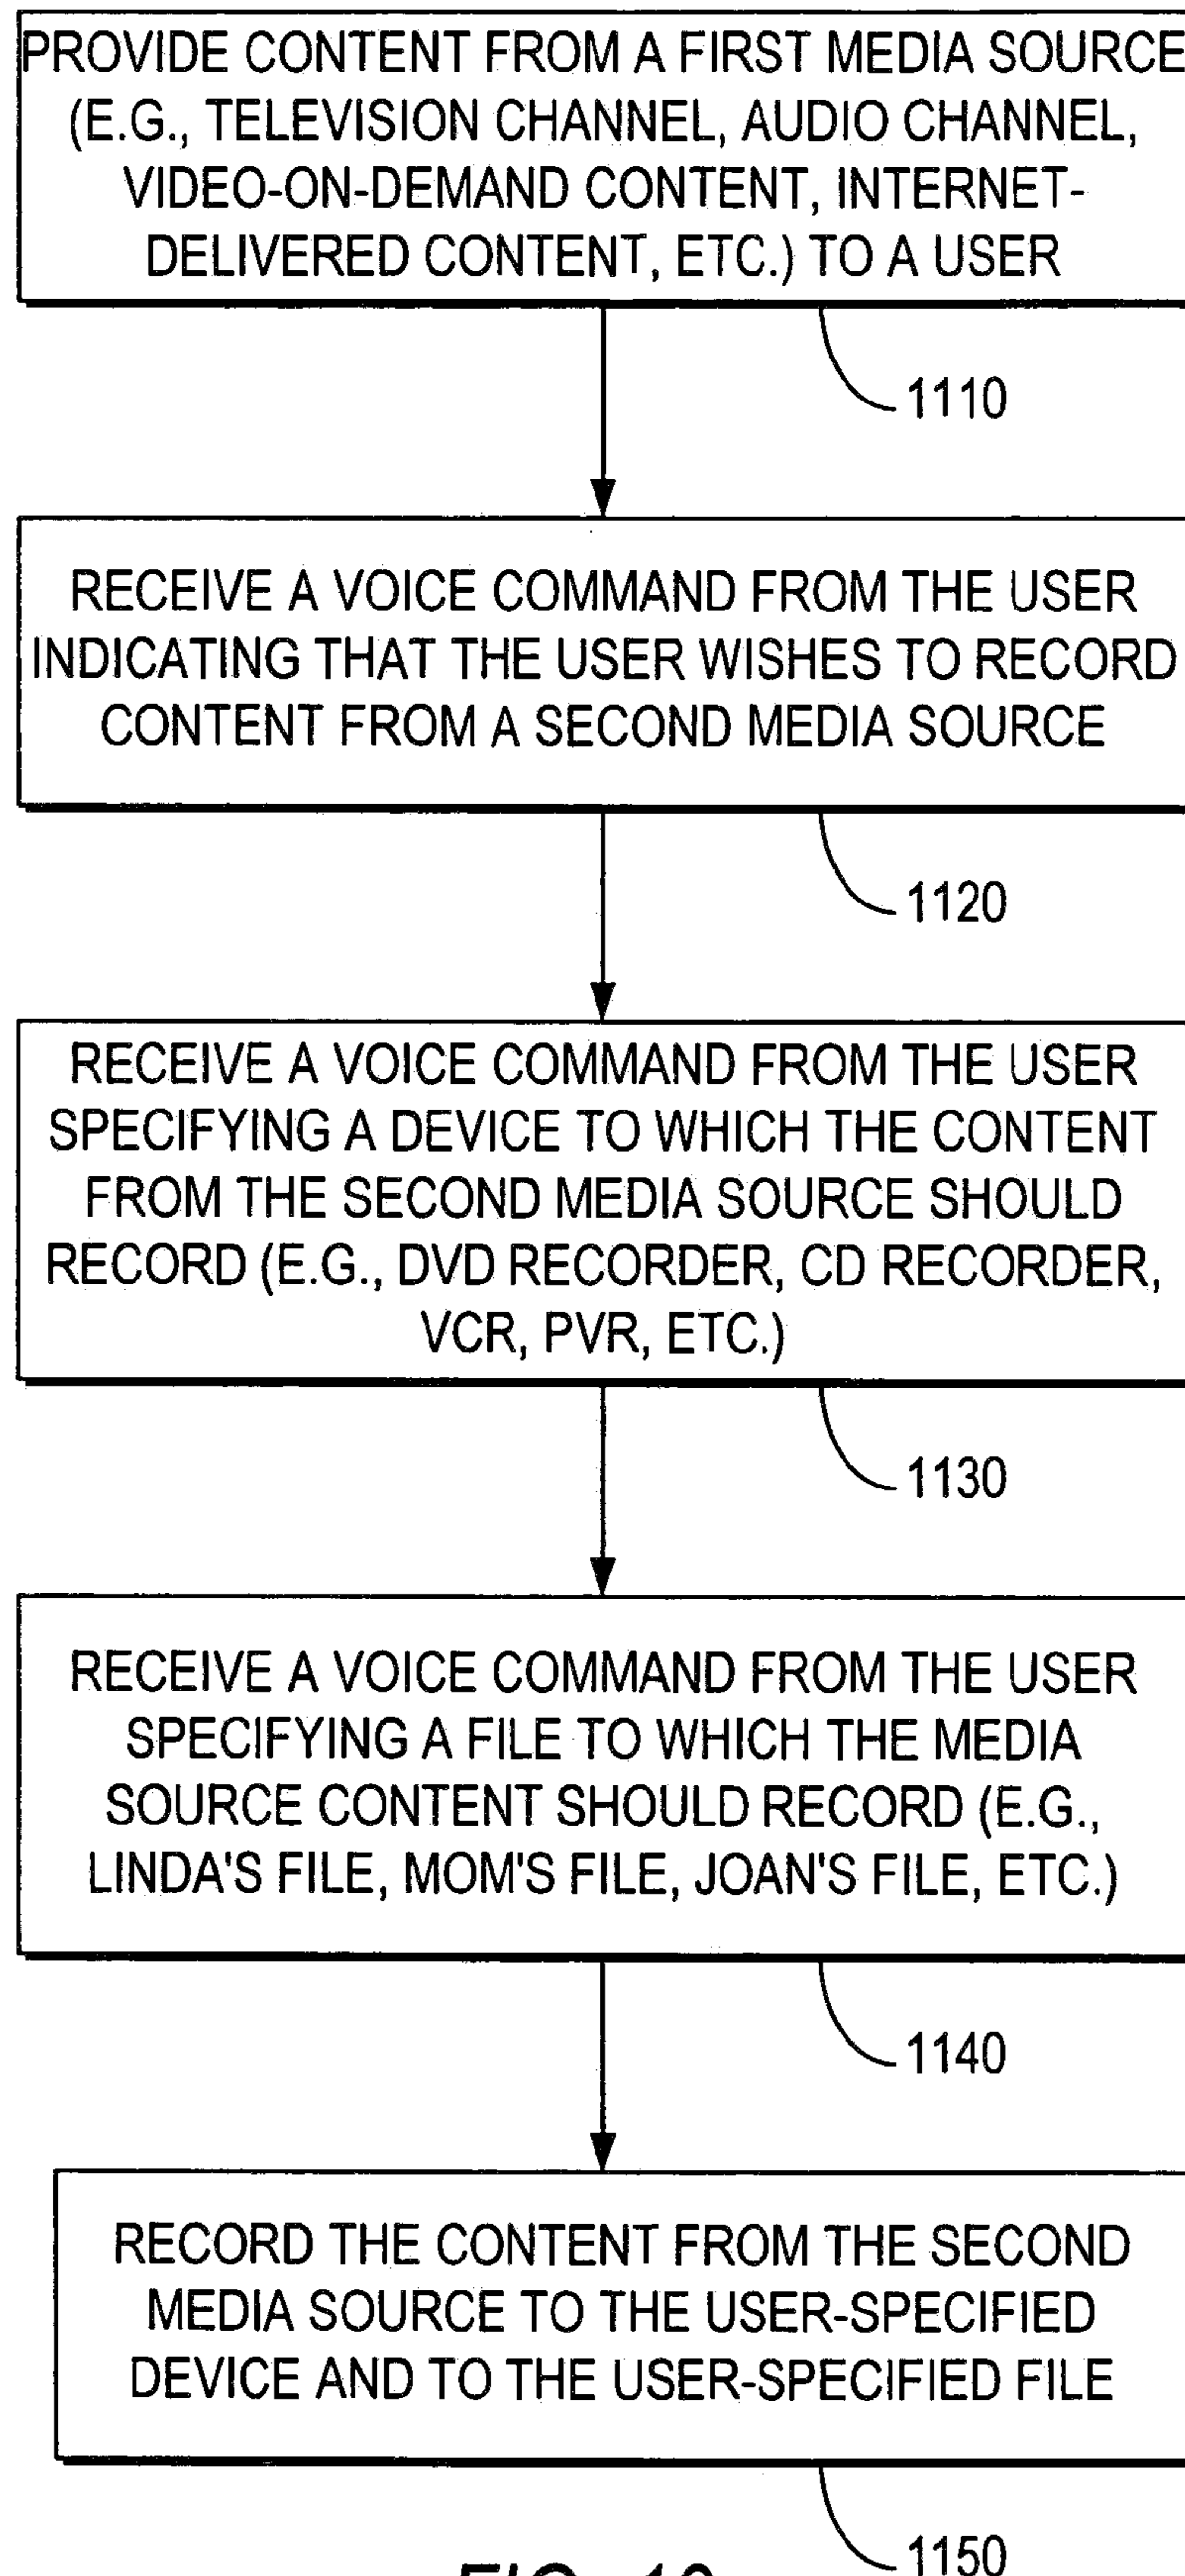 PROVIDE CONTENT FROM A FIRST MEDIA SOURCE
(E.G., TELEVISION CHANNEL, AUDIO CHANNEL,
VIDEO-ON-DEMAND CONTENT, INTERNET-
DELIVERED CONTENT, ETC.) TO A USER
1110
RECEIVE A VOICE COMMAND FROM THE USER
INDICATING THAT THE USER WISHES TO RECORD
CONTENT FROM A SECOND MEDIA SOURCE
1120
RECEIVE A VOICE COMMAND FROM THE USER
SPECIFYING A DEVICE TO WHICH THE CONTENT
FROM THE SECOND MEDIA SOURCE SHOULD
RECORD (E.G., DVD RECORDER, CD RECORDER,
VCR, PVR, ETC.)
1130
RECEIVE A VOICE COMMAND FROM THE USER
SPECIFYING A FILE TO WHICH THE MEDIA
SOURCE CONTENT SHOULD RECORD (E.G.,
LINDA'S FILE, MOM'S FILE, JOAN'S FILE, ETC.)
1140
RECORD THE CONTENT FROM THE SECOND
MEDIA SOURCE TO THE USER-SPECIFIED
DEVICE AND TO THE USER-SPECIFIED FILE
1150